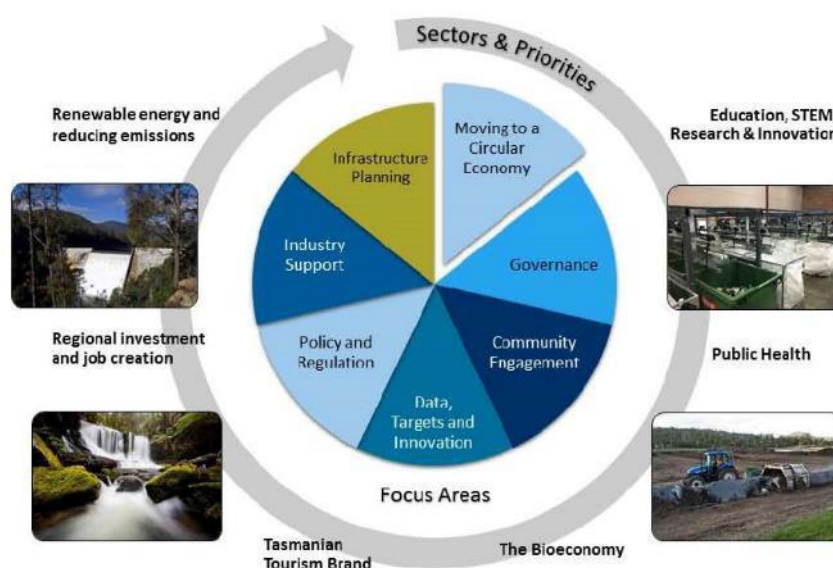 Sectors & Priorities
Renewable energy and
reducing emissions
Education, STEM
Research & Innovation
Infrastructure
Planning
Moving to a
Circular
Economy
Industry
Support
Governance
Regional investment
and job creation
Policy and
Regulation
Community
Engagement
Public Health
Data,
Targets and
Innovation
Focus Areas
Tasmanian
Tourism Brand
The Bioeconomy